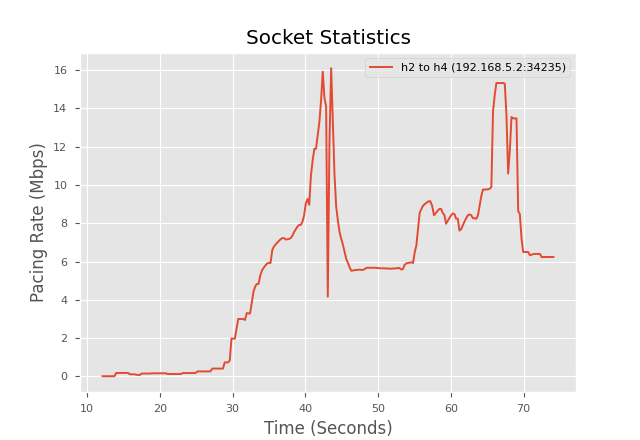 Socket Statistics
h2 to h4 (192.168.5.2:34235)
Pacing Rate (Mbps)
16
14
12
10
8
6
4
2
0
10 20 30 40 50 60 70
Time (Seconds)